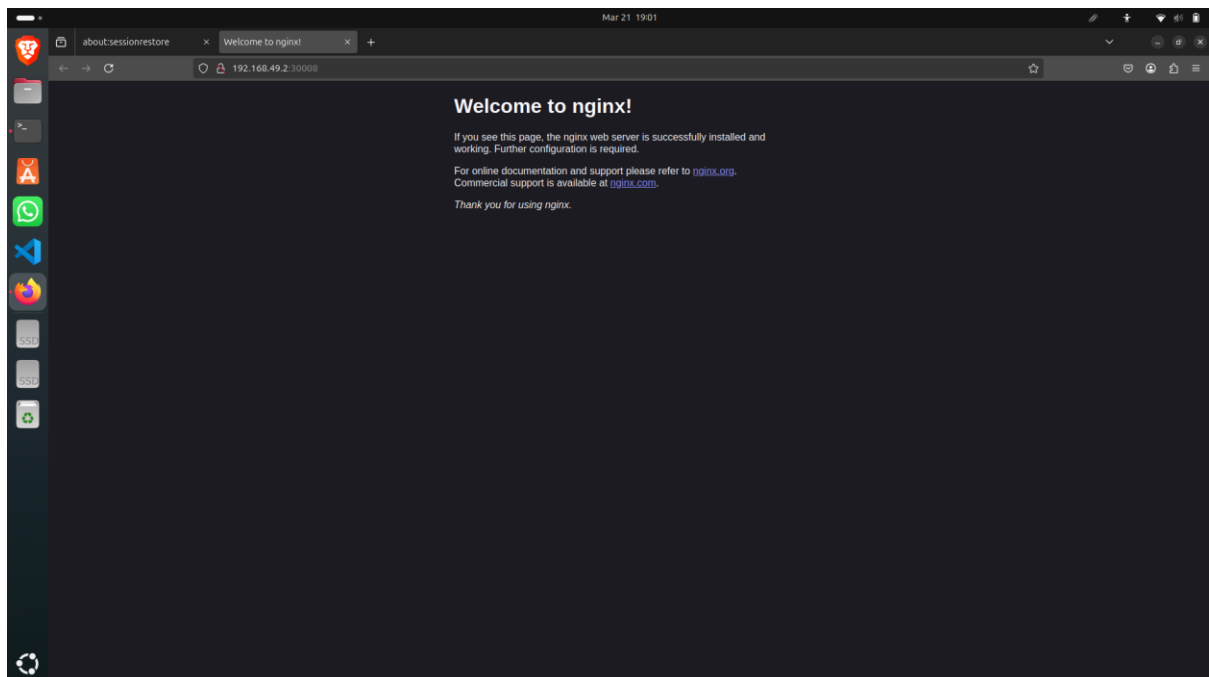 Mar 21 19:01
about:sessionrestore
Welcome to nginx!
192.168.49.2:30008
Welcome to nginx!
If you see this page, the nginx web server is successfully installed and
working. Further configuration is required.
For online documentation and support please refer to nginx.org.
Commercial support is available at nginx.com.
Thank you for using nginx.
SSD
SSD